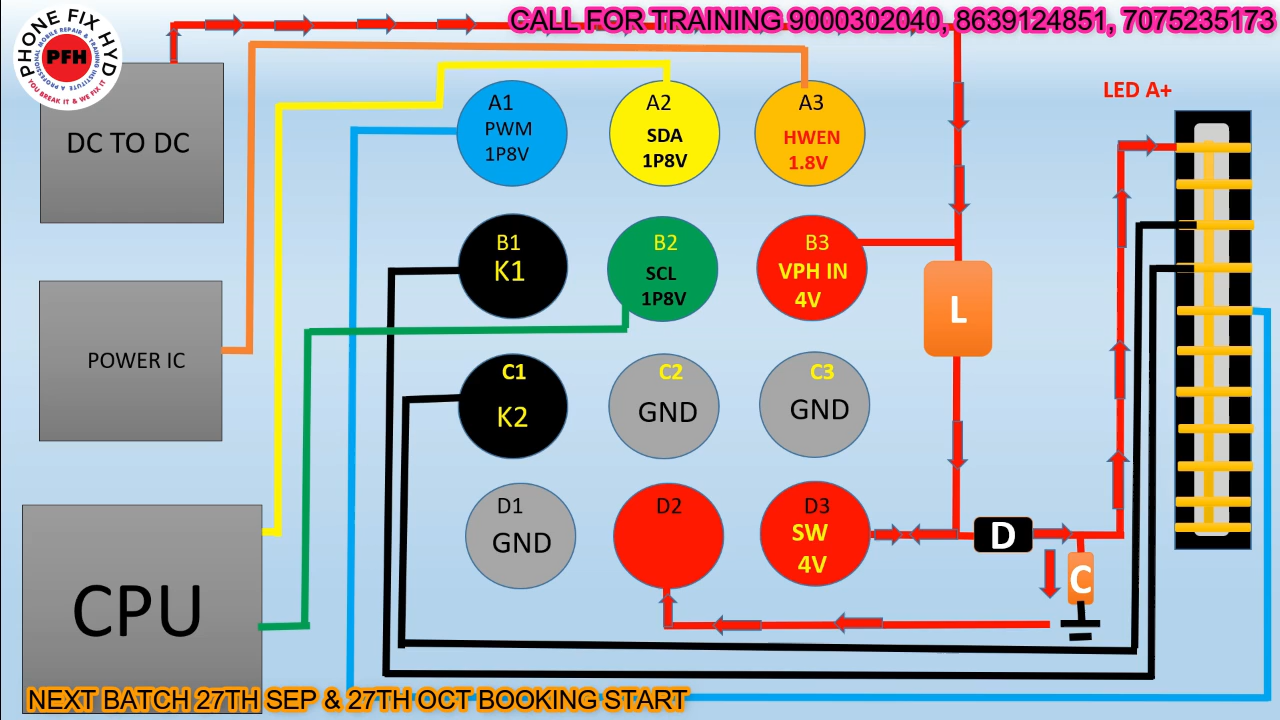 CALL FOR TRAINING 9000302040, 8639124851, 7075235173
PHONE FIX HYD
A PROFESSIONAL MOBILE REPAIR & TRAINING INSTITUTE
PFH
YOU BREAK IT & WE FIX IT
LED A+
DC TO DC
A1
PWM
1P8V
A2
SDA
1P8V
A3
HWEN
1.8V
B1
K1
B2
SCL
1P8V
B3
VPH IN
4V
L
POWER IC
C1
K2
C2
GND
C3
GND
D1
GND
D2
D3
SW
4V
D
C
CPU
NEXT BATCH 27TH SEP & 27TH OCT BOOKING START